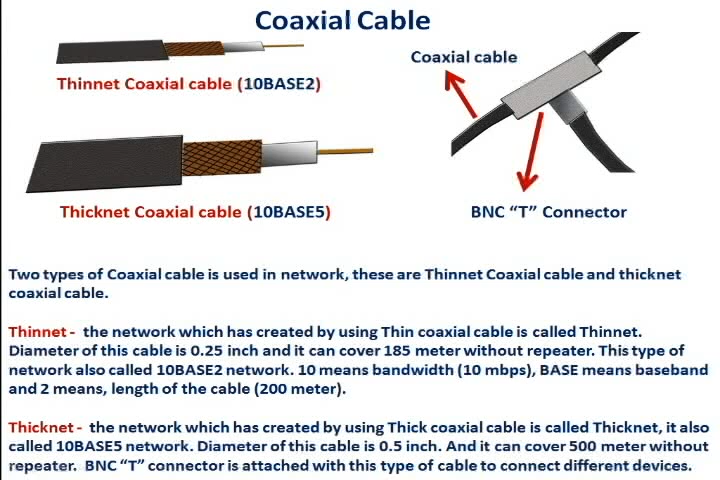 Coaxial Cable
Thinnet Coaxial cable (10BASE2)
Coaxial cable
Thicknet Coaxial cable (10BASE5)
BNC “T” Connector
Two types of Coaxial cable is used in network, these are Thinnet Coaxial cable and thicknet
coaxial cable.
Thinnet - the network which has created by using Thin coaxial cable is called Thinnet.
Diameter of this cable is 0.25 inch and it can cover 185 meter without repeater. This type of
network also called 10BASE2 network. 10 means bandwidth (10 mbps), BASE means baseband
and 2 means, length of the cable (200 meter).
Thicknet - the network which has created by using Thick coaxial cable is called Thicknet, it also
called 10BASE5 network. Diameter of this cable is 0.5 inch. And it can cover 500 meter without
repeater. BNC “T” connector is attached with this type of cable to connect different devices.